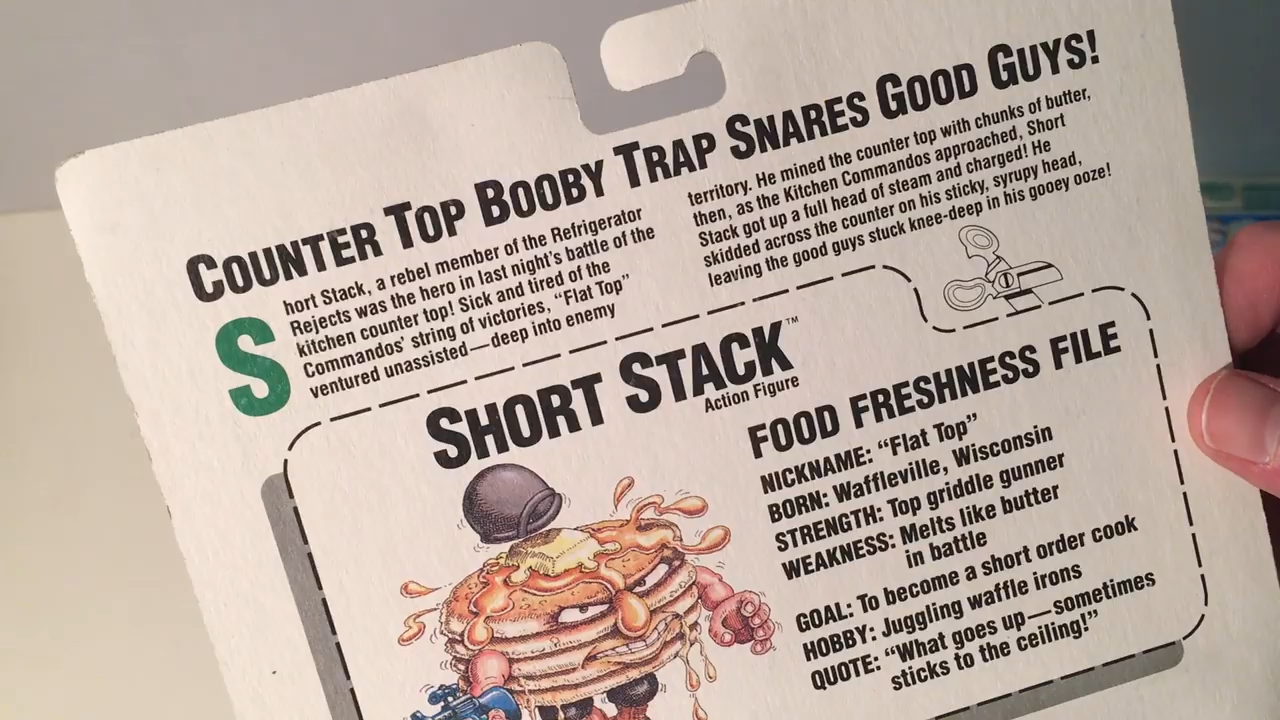 COUNTER TOP BOOBY TRAP SNARES GOOD GUYS!
Short Stack, a rebel member of the Refrigerator
Rejects was the hero in last night's battle of the
kitchen counter top! Sick and tired of the
Commandos' string of victories, "Flat Top"
ventured unassisted—deep into enemy
territory. He mined the counter top with chunks of butter,
then, as the Kitchen Commandos approached, Short
Stack got up a full head of steam and charged! He
skidded across the counter on his sticky, syrupy head,
leaving the good guys stuck knee-deep in his gooey ooze!
SHORT STACK™
Action Figure
FOOD FRESHNESS FILE
NICKNAME: "Flat Top"
BORN: Waffleville, Wisconsin
STRENGTH: Top griddle gunner
WEAKNESS: Melts like butter
in battle
GOAL: To become a short order cook
HOBBY: Juggling waffle irons
QUOTE: "What goes up—sometimes
sticks to the ceiling!"